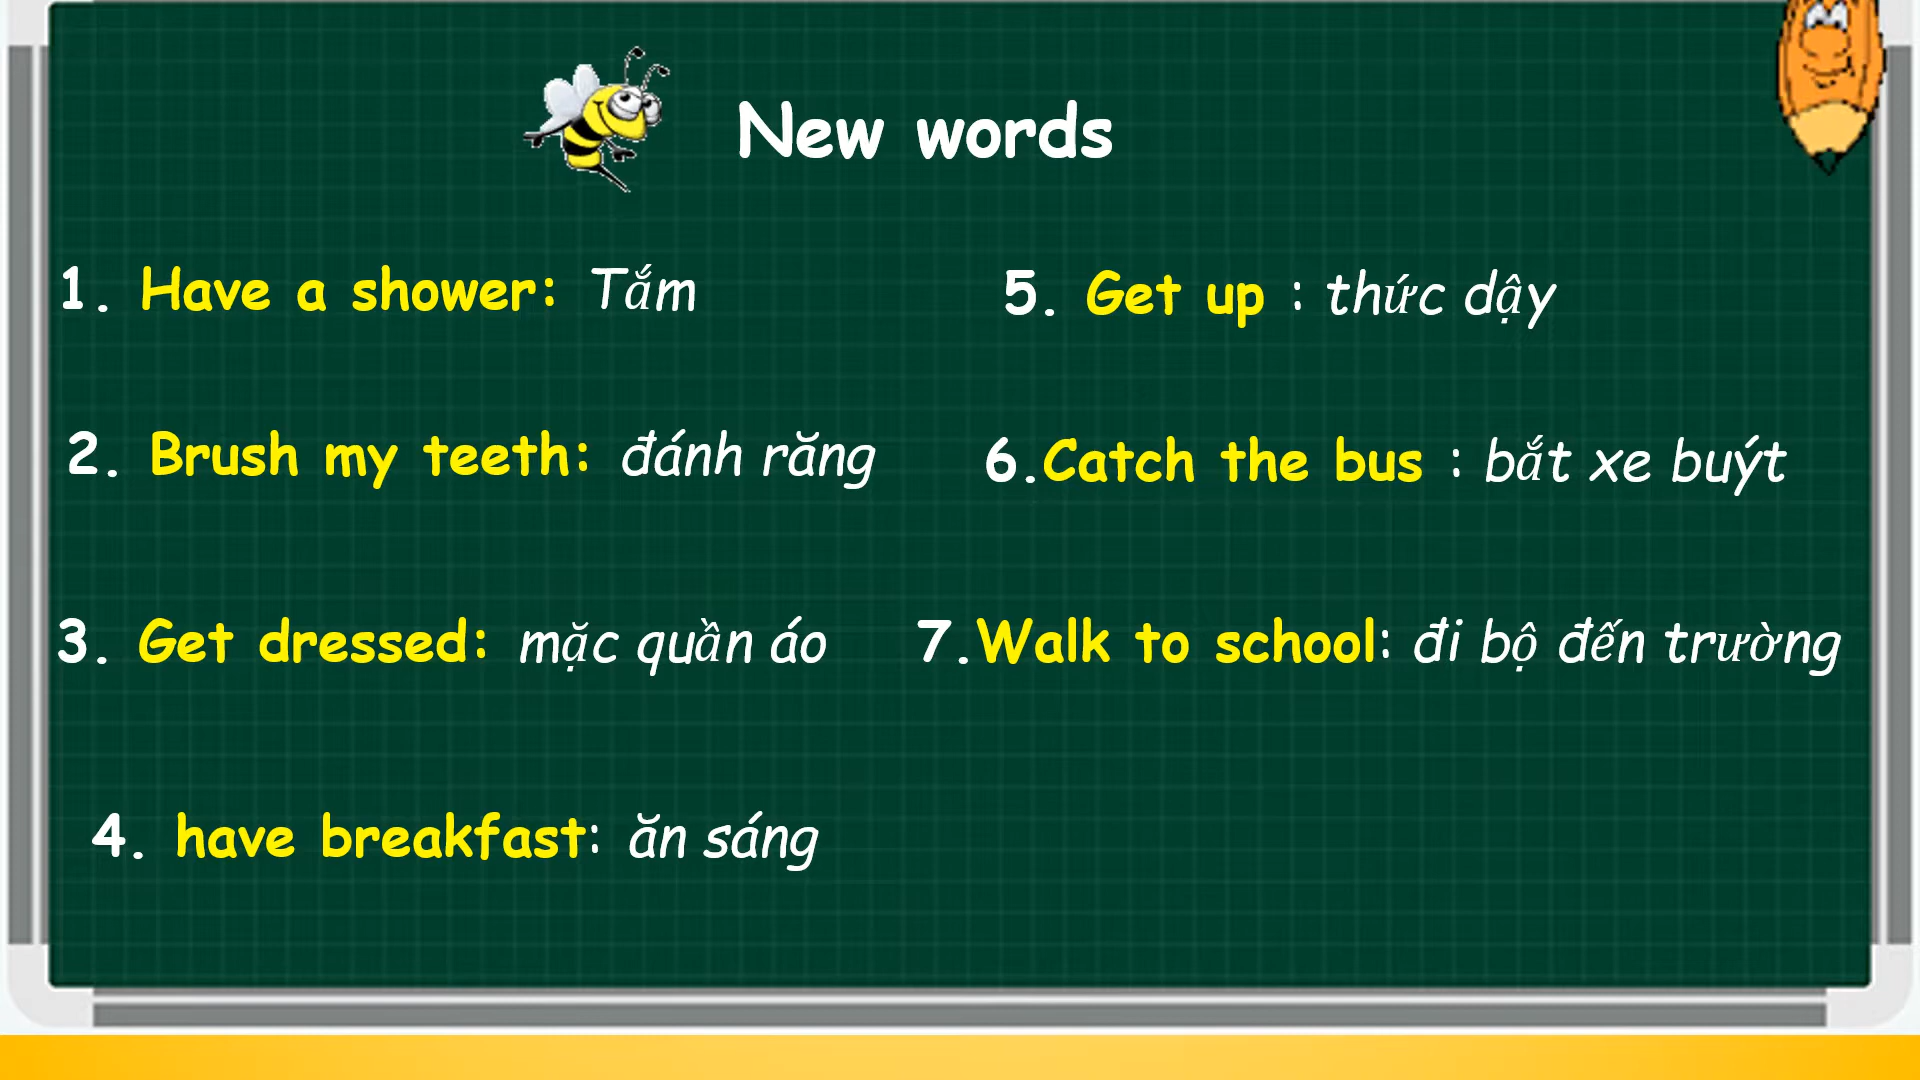 New words
1. Have a shower: Tắm
2. Brush my teeth: đánh răng
3. Get dressed: mặc quần áo
4. have breakfast: ăn sáng
5. Get up : thức dậy
6.Catch the bus : bắt xe buýt
7.Walk to school: đi bộ đến trường